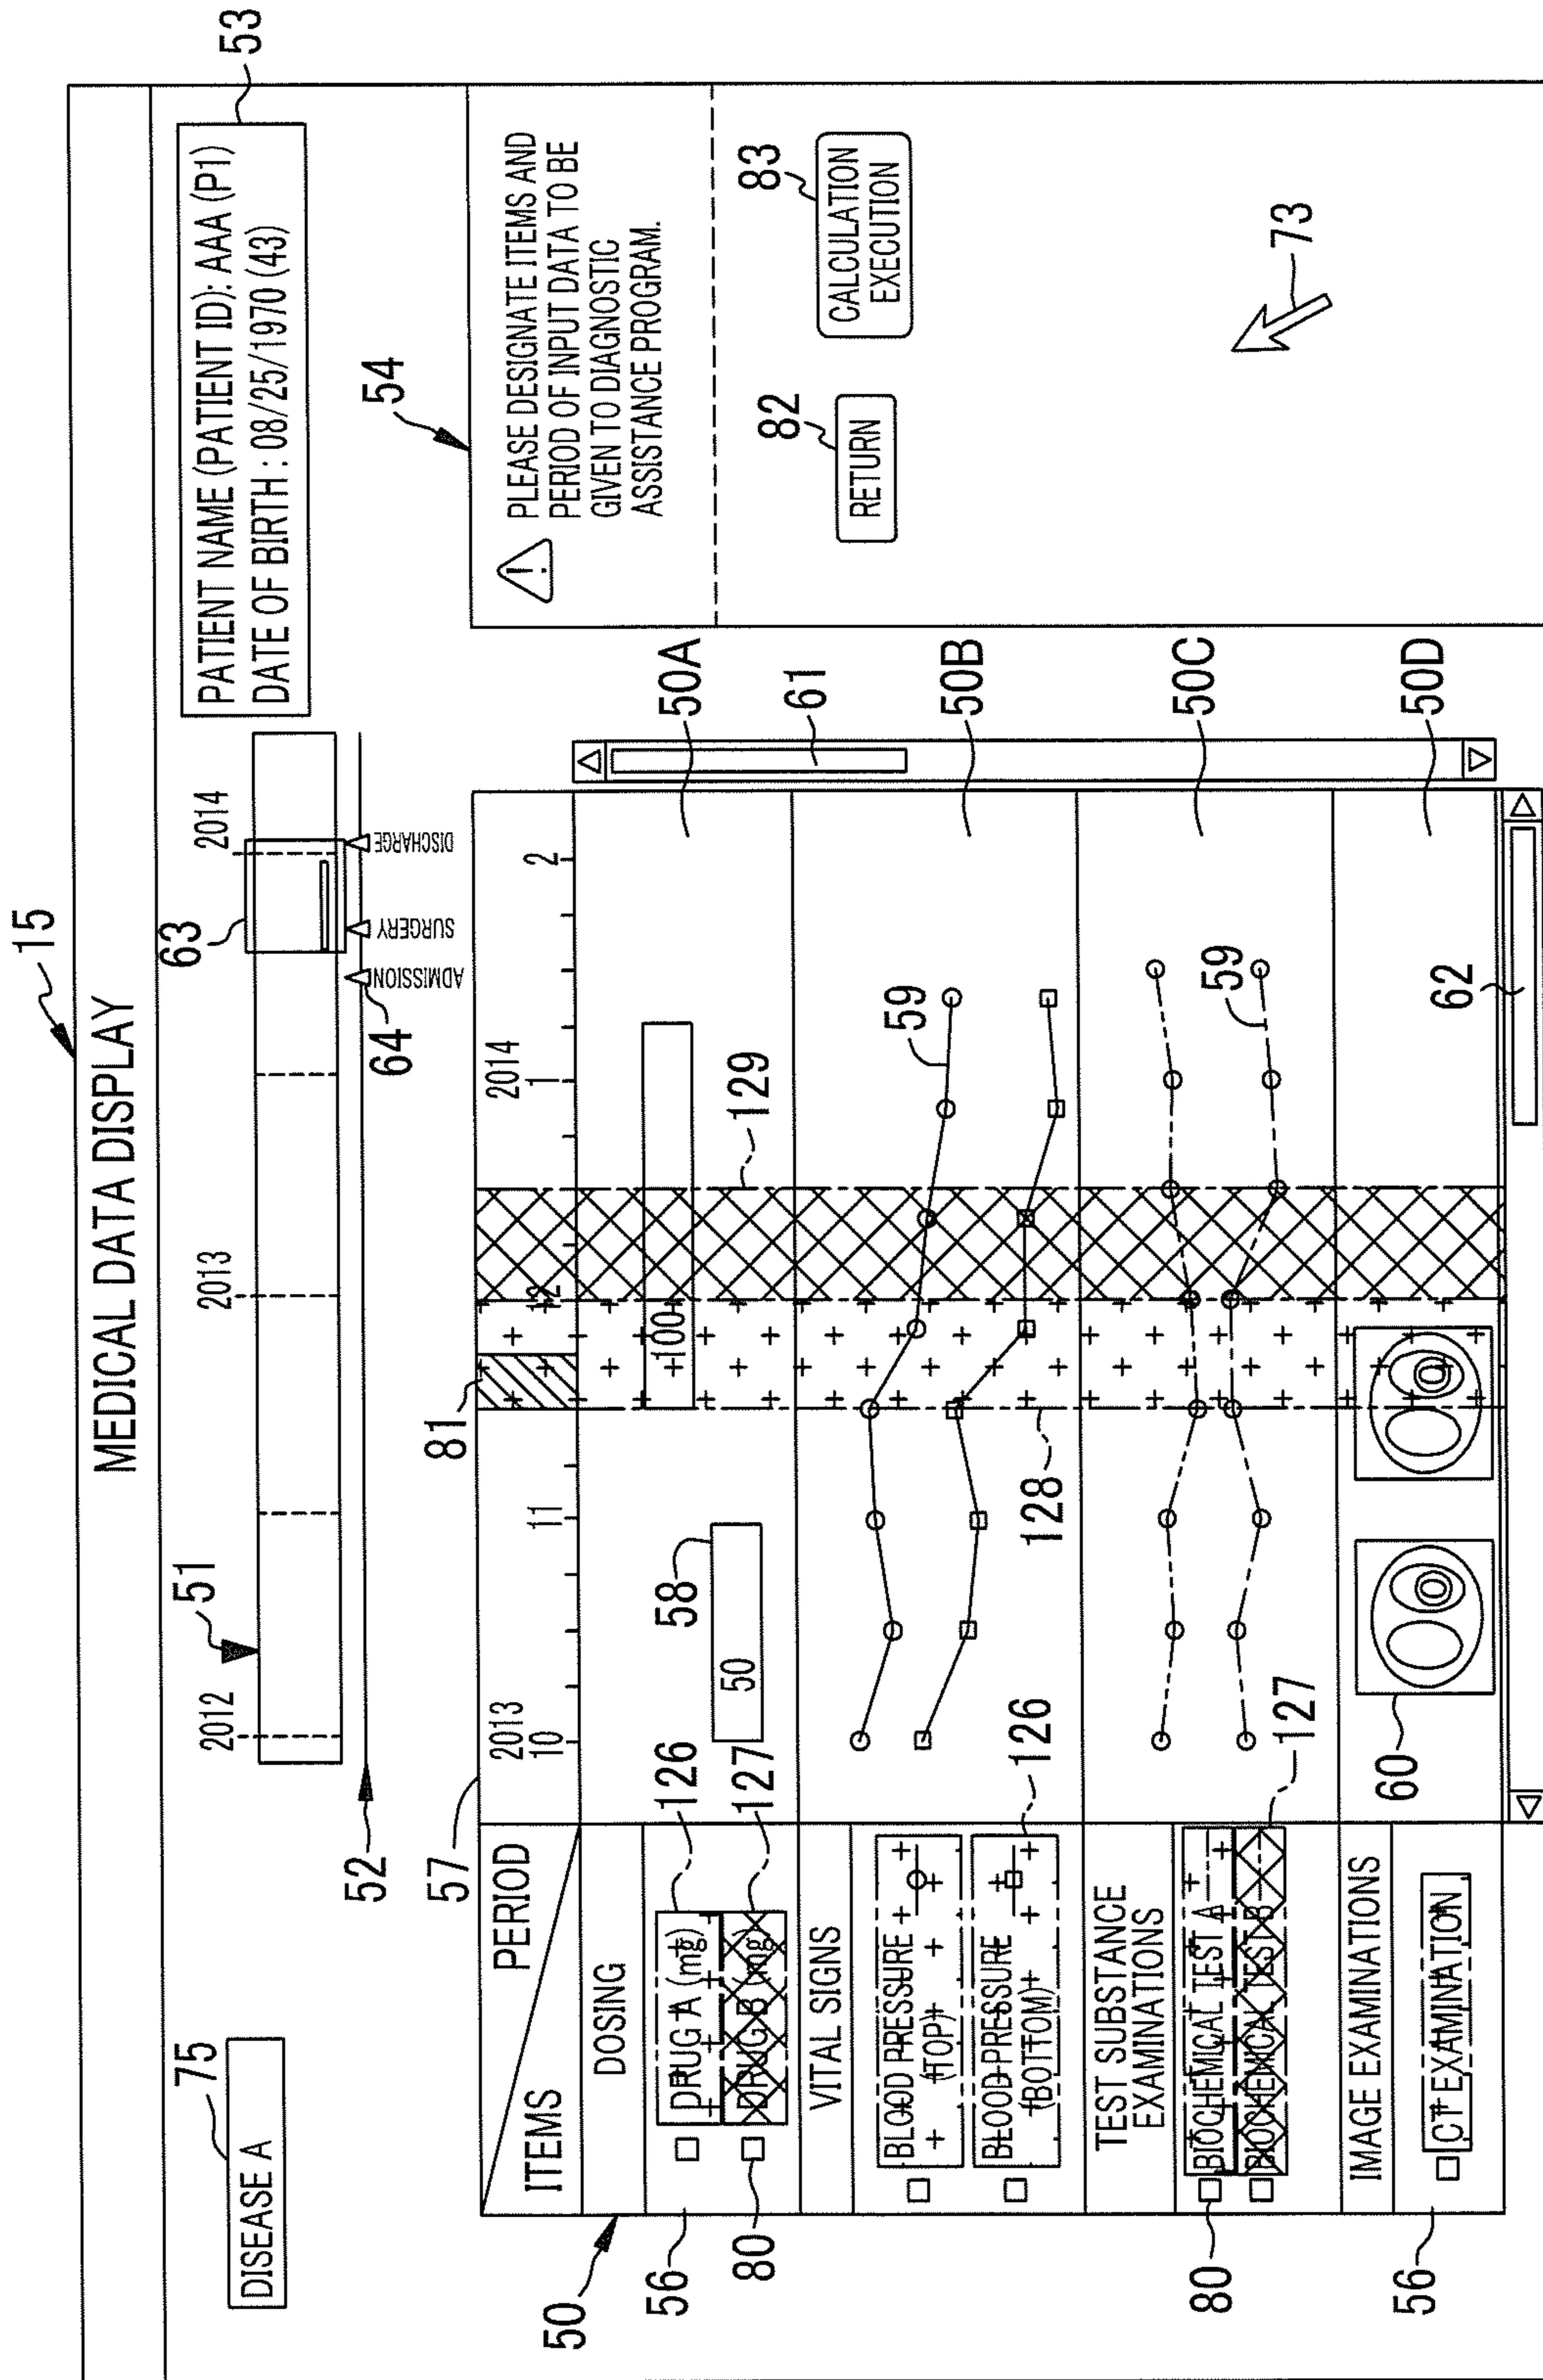 15
MEDICAL DATA DISPLAY
75
DISEASE A
51
2012
2013
63
2014
PATIENT NAME (PATIENT ID): AAA (P1)
DATE OF BIRTH : 08/25/1970 (43)
53
52
64
ADMISSION
SURGERY
DISCHARGE
54
57
81
PERIOD
ITEMS
2013
10
11
12
2014
1
2
⚠ PLEASE DESIGNATE ITEMS AND
PERIOD OF INPUT DATA TO BE
GIVEN TO DIAGNOSTIC
ASSISTANCE PROGRAM.
50
DOSING
56
DRUG A (mg)
126
58
100
129
50A
80
DRUG B (mg)
127
50
61
82
RETURN
83
CALCULATION
EXECUTION
VITAL SIGNS
BLOOD PRESSURE
(TOP)
59
50B
BLOOD PRESSURE
(BOTTOM)
126
128
TEST SUBSTANCE
EXAMINATIONS
80
BIOCHEMICAL TEST A
BIOCHEMICAL TEST B
127
59
50C
73
IMAGE EXAMINATIONS
56
CT EXAMINATION
60
50D
62